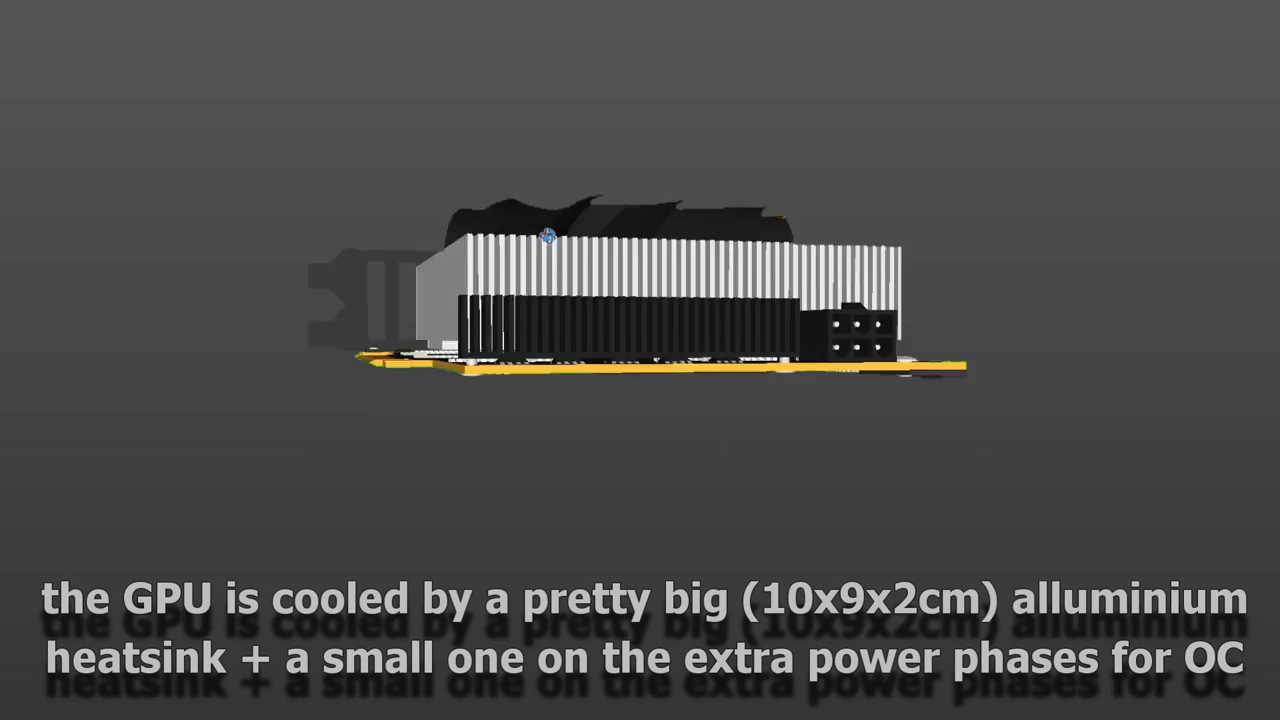 the GPU is cooled by a pretty big (10x9x2cm) alluminium
heatsink + a small one on the extra power phases for OC